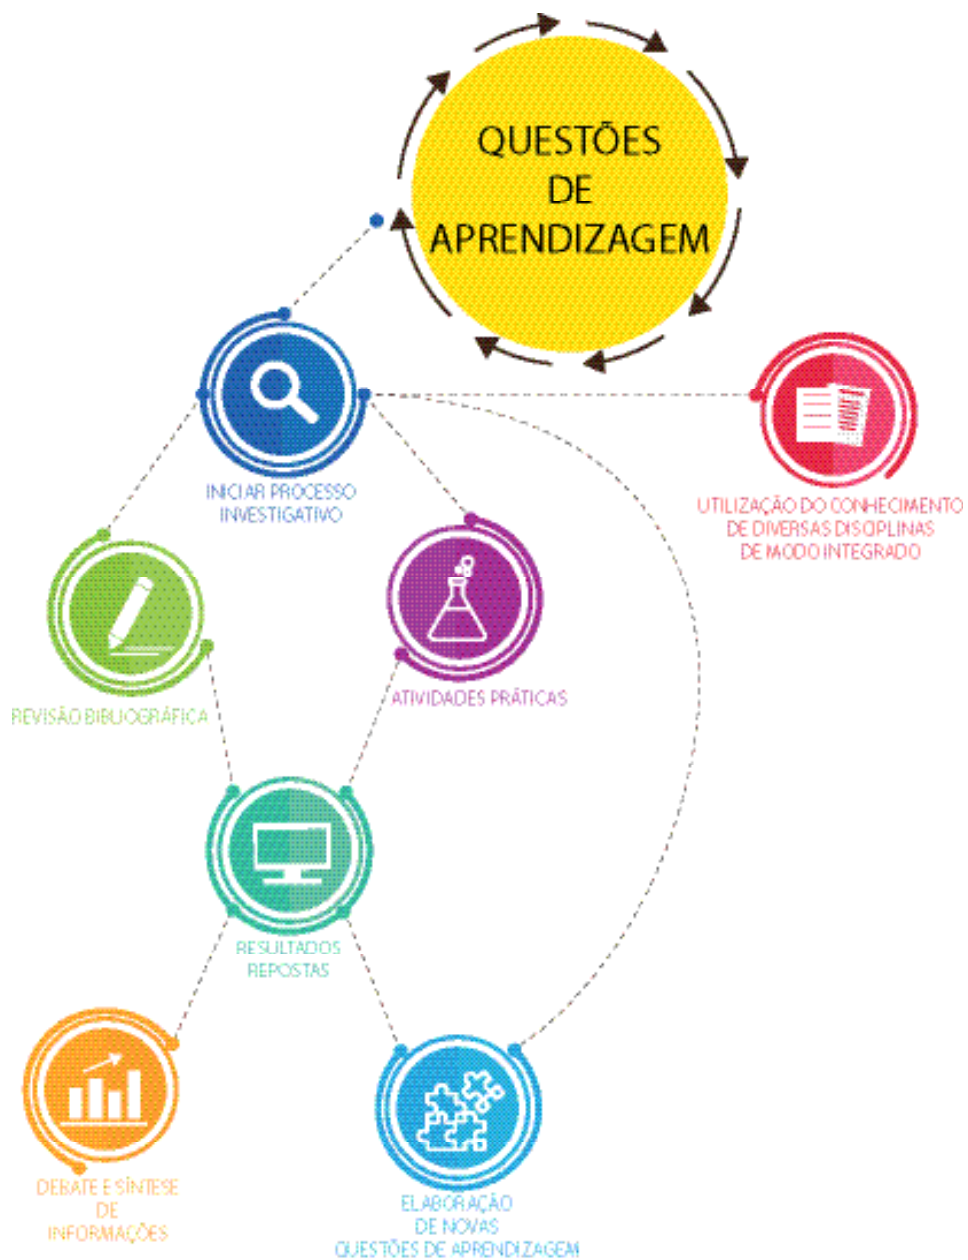 QUESTÕES
DE
APRENDIZAGEM
INICIAR PROCESSO
INVESTIGATIVO
UTILIZAÇÃO DO CONHECIMENTO
DE DIVERSAS DISCIPLINAS
DE MODO INTEGRADO
REVISÃO BIBLIOGRÁFICA
ATIVIDADES PRÁTICAS
RESULTADOS
REPOSTAS
DEBATE E SÍNTESE
DE
INFORMAÇÕES
ELABORAÇÃO
DE NOVAS
QUESTÕES DE APRENDIZAGEM